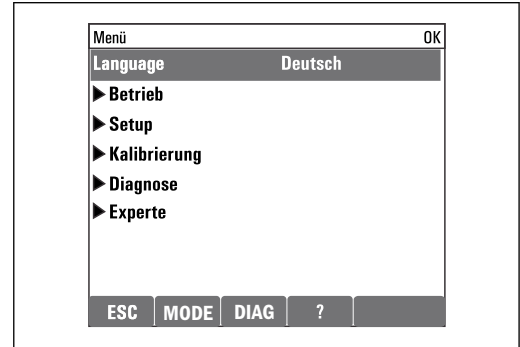 Menü OK
Language Deutsch
▶ Betrieb
▶ Setup
▶ Kalibrierung
▶ Diagnose
▶ Experte
ESC MODE DIAG ?